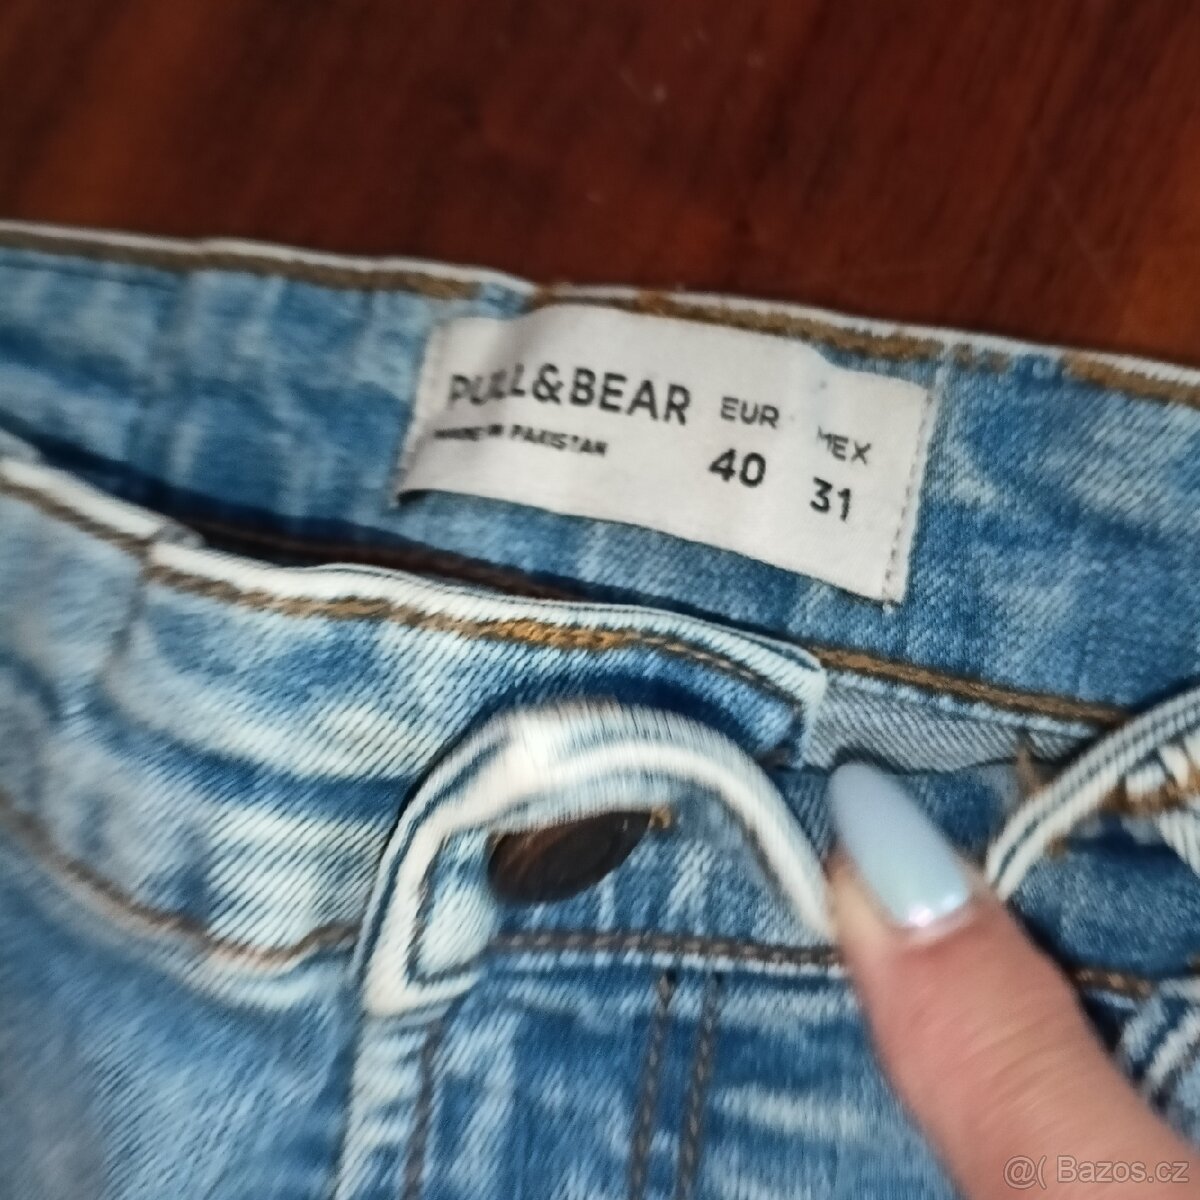 PULL&BEAR EUR MEX
MADE IN PAKISTAN 40 31
@( Bazos.cz